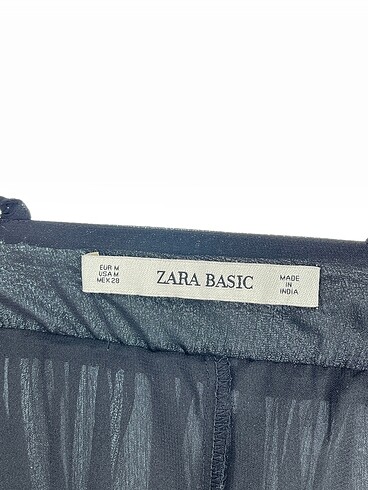 EUR M
USA M
MEX 28
ZARA BASIC
MADE
IN
INDIA